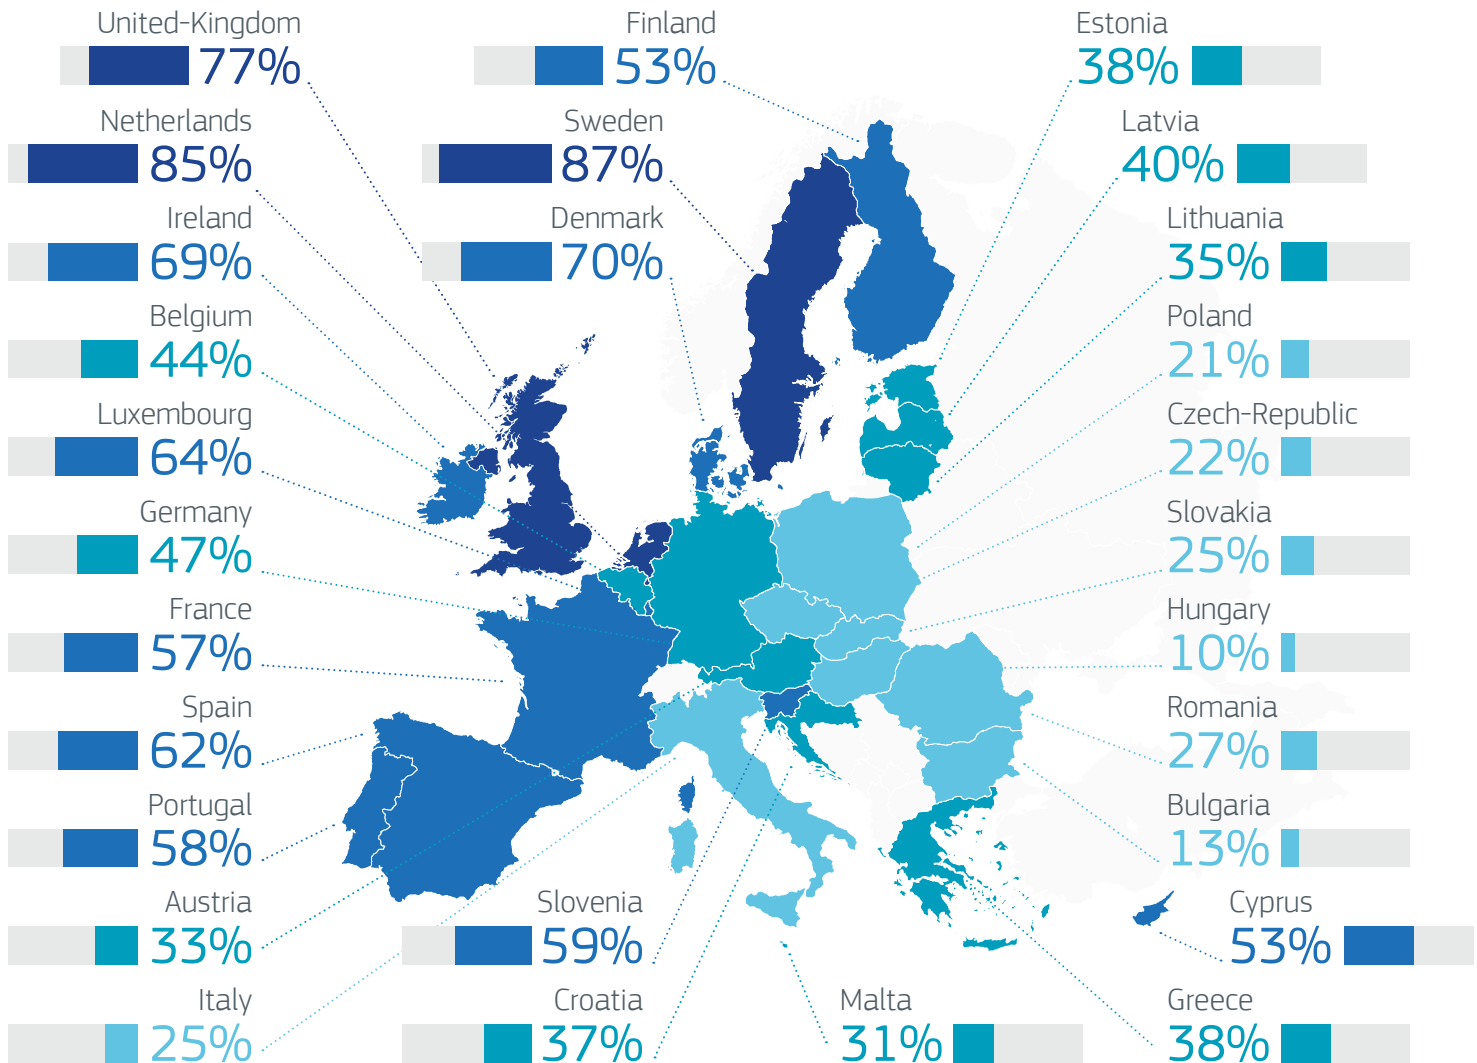 United-Kingdom
77%
Finland
53%
Estonia
38%
Netherlands
85%
Sweden
87%
Latvia
40%
Ireland
69%
Denmark
70%
Lithuania
35%
Belgium
44%
Poland
21%
Luxembourg
64%
Czech-Republic
22%
Germany
47%
Slovakia
25%
France
57%
Hungary
10%
Spain
62%
Romania
27%
Portugal
58%
Bulgaria
13%
Austria
33%
Slovenia
59%
Cyprus
53%
Italy
25%
Croatia
37%
Malta
31%
Greece
38%